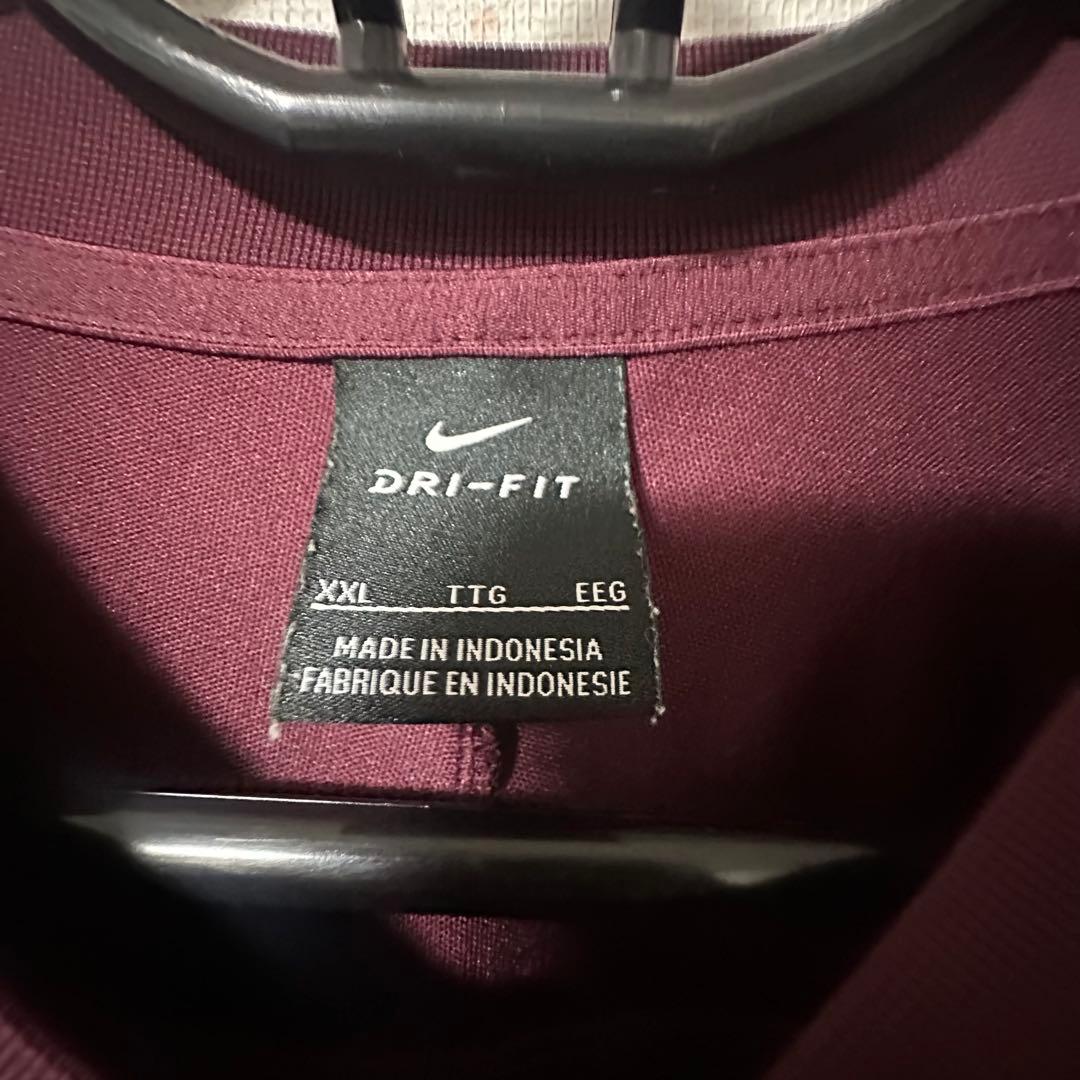 DRI-FIT
XXL TTG EEG
MADE IN INDONESIA
FABRIQUE EN INDONESIE